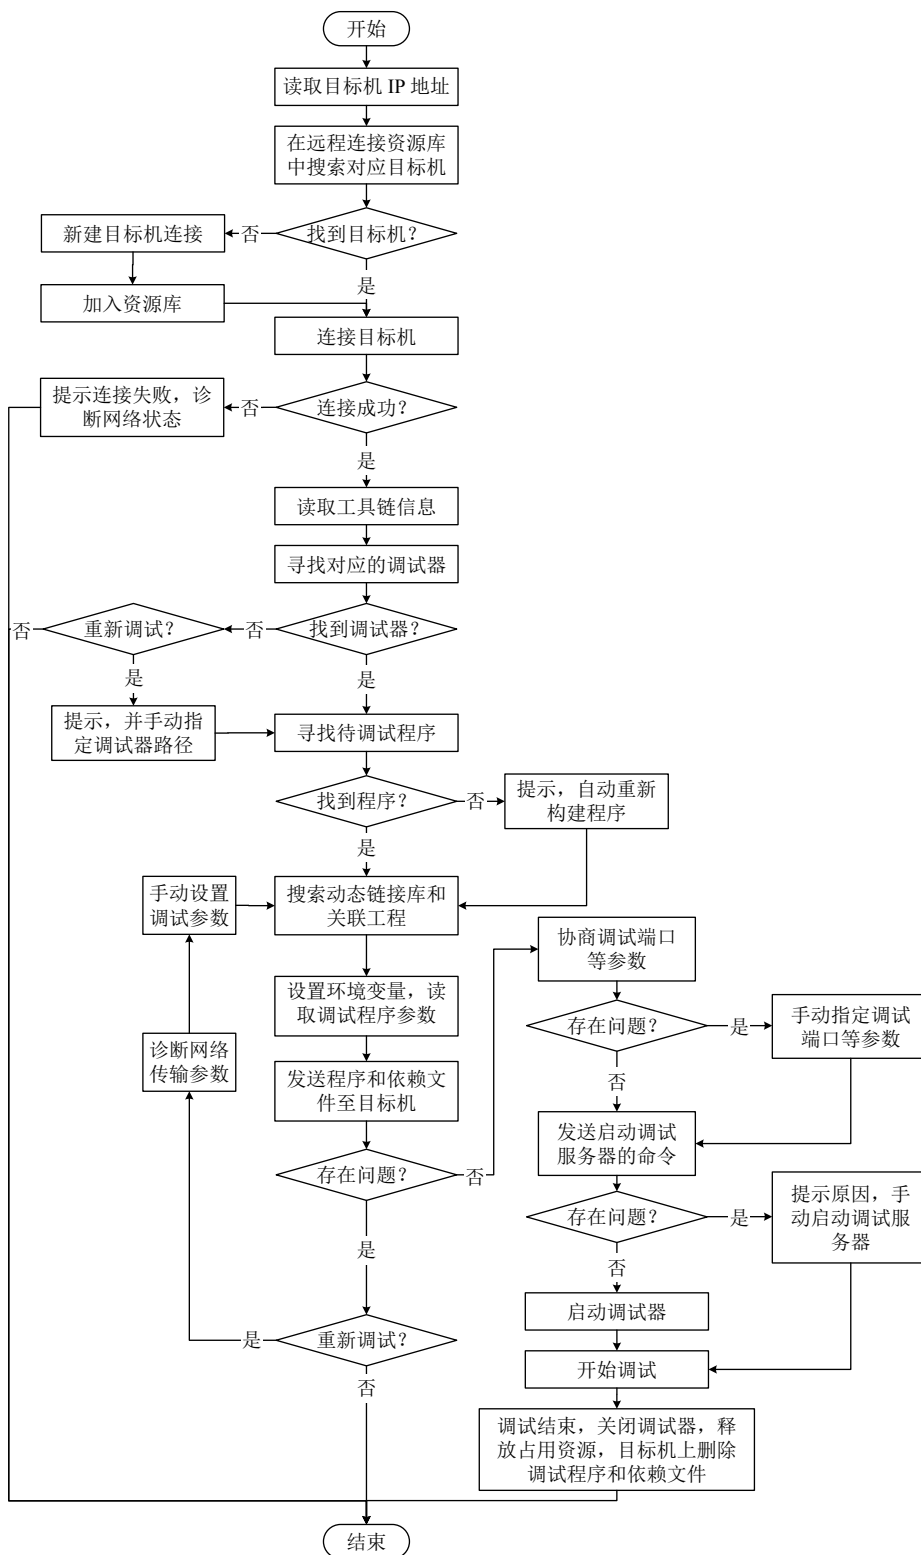 开始
读取目标机 IP 地址
在远程连接资源库
中搜索对应目标机
找到目标机？
否
新建目标机连接
是
加入资源库
连接目标机
连接成功？
否
提示连接失败，诊
断网络状态
是
读取工具链信息
寻找对应的调试器
找到调试器？
否
重新调试？
否
是
是
提示，并手动指
定调试器路径
寻找待调试程序
找到程序？
否
提示，自动重新
构建程序
是
手动设置
调试参数
搜索动态链接库和
关联工程
协商调试端口
等参数
设置环境变量，读
取调试程序参数
存在问题？
是
手动指定调试
端口等参数
诊断网络
传输参数
发送程序和依赖文
件至目标机
否
发送启动调试
服务器的命令
存在问题？
否
存在问题？
是
提示原因，手
动启动调试服
务器
是
否
启动调试器
重新调试？
是
否
开始调试
调试结束，关闭调试器，释
放占用资源，目标机上删除
调试程序和依赖文件
结束